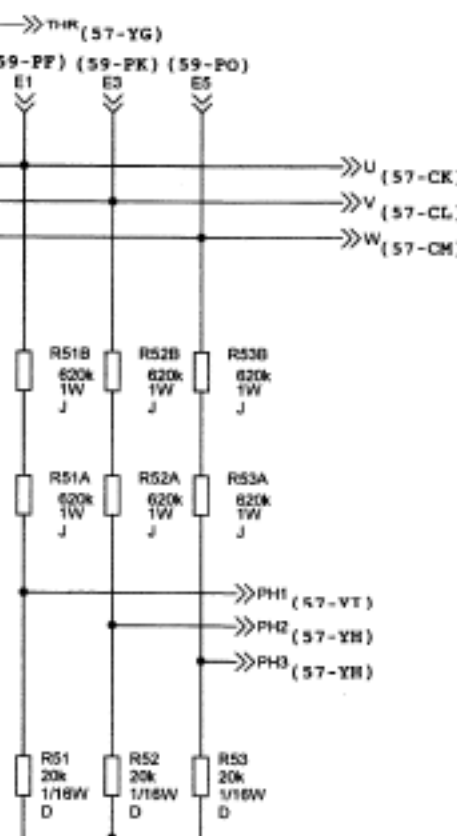 THR (57-YG)
59-PF) (59-PK) (59-PO)
E1 E3 E5
U (57-CK)
V (57-CL)
W (57-CM)
R51B R52B R53B
620k 620k 620k
1W 1W 1W
J J J
R51A R52A R53A
620k 620k 620k
1W 1W 1W
J J J
PH1
PH2 (57-YH)
PH3 (57-YH)
R51 R52 R53
20k 20k 20k
1/16W 1/16W 1/16W
D D D